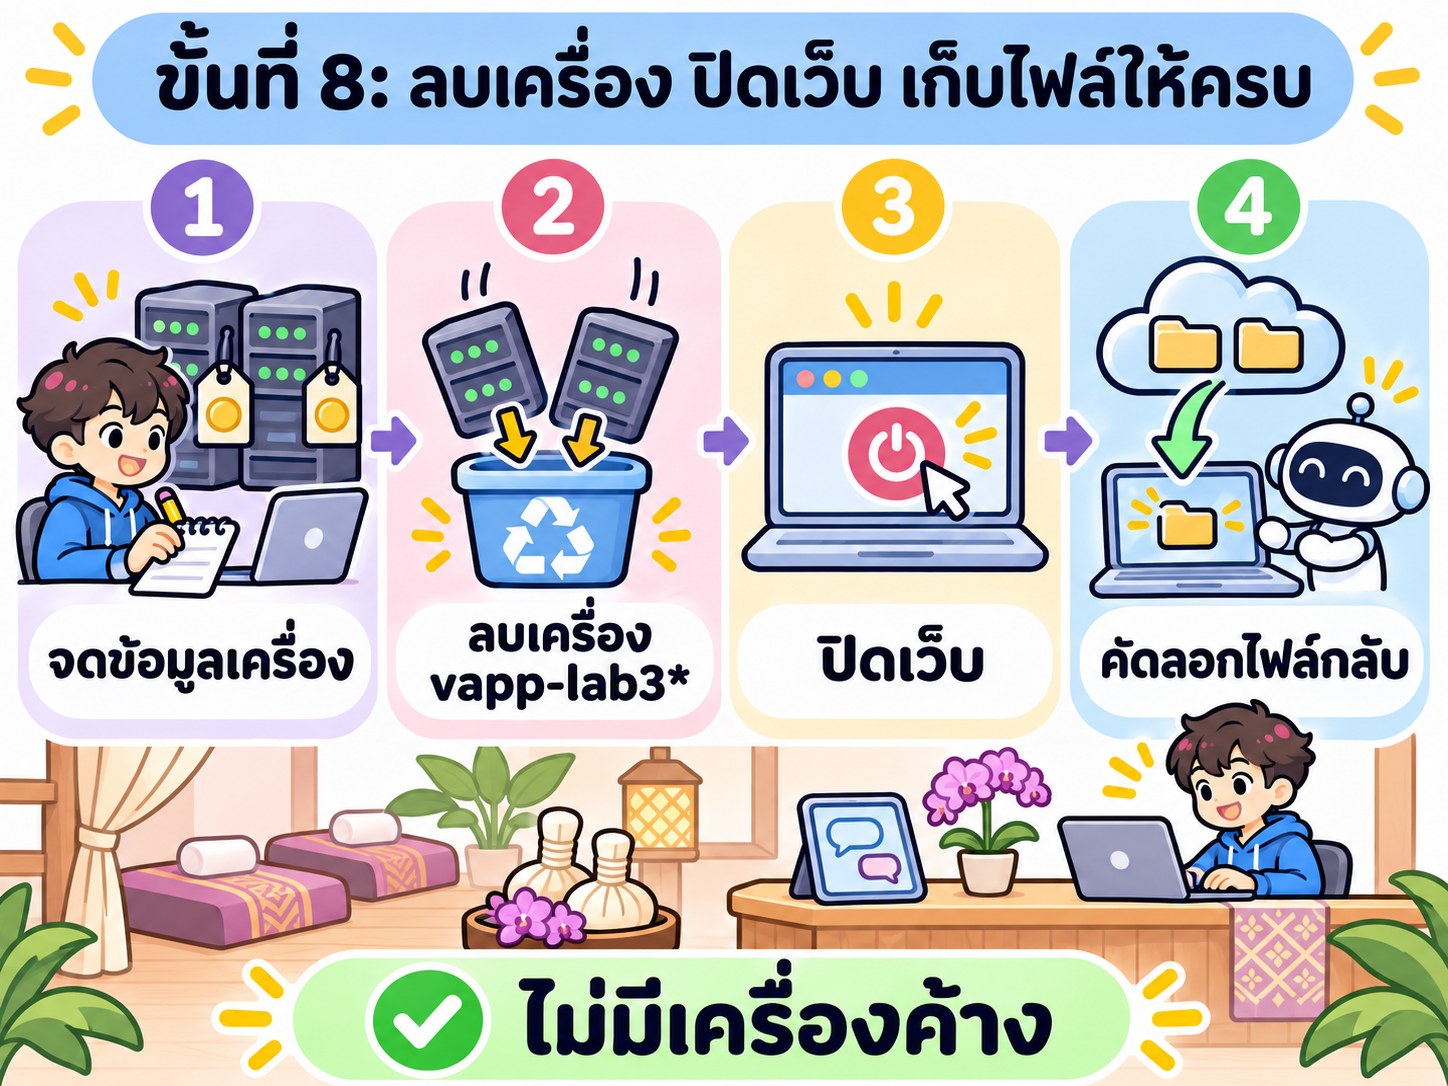 ขั้นที่ 8: ลบเครื่อง ปิดเว็บ เก็บไฟล์ให้ครบ
1
2
3
4
จดข้อมูลเครื่อง
ลบเครื่อง
vapp-lab3*
ปิดเว็บ
คัดลอกไฟล์กลับ
ไม่มีเครื่องค้าง